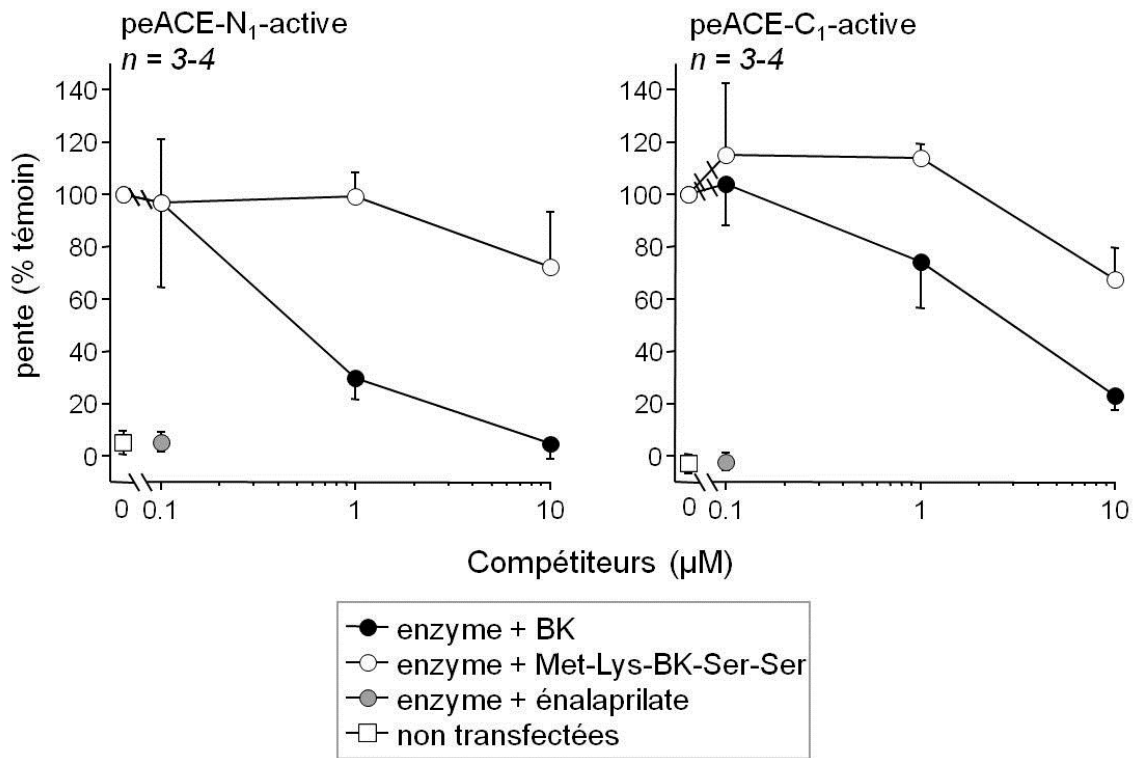 peACE-N₁-active
n = 3-4
peACE-C₁-active
n = 3-4
pente (% témoin)
140
120
100
80
60
40
20
0
0 0.1 1 10
140
120
100
80
60
40
20
0
0 0.1 1 10
Compétiteurs (µM)
enzyme + BK
enzyme + Met-Lys-BK-Ser-Ser
enzyme + énalaprilate
non transfectées